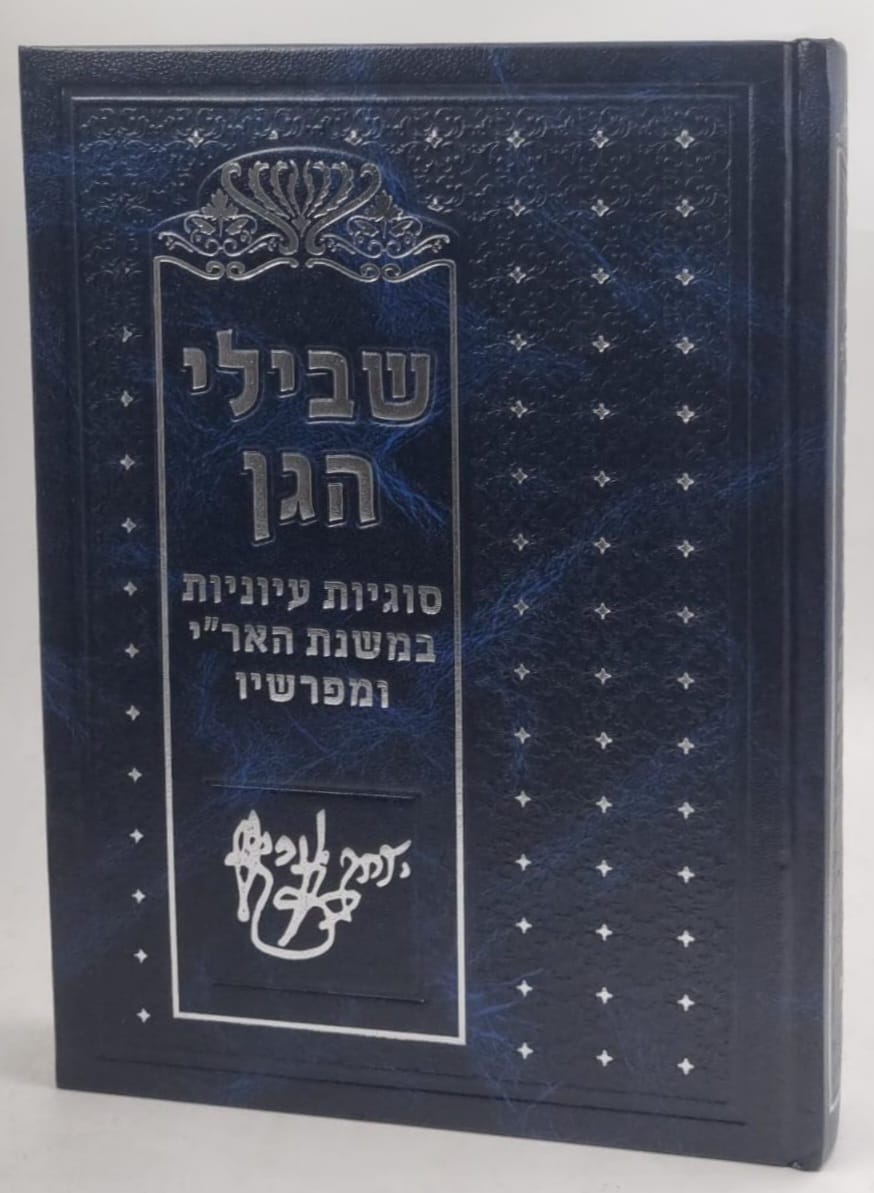 שבילי
הגן
סוגיות עיוניות
במשנת האר"י
ומפרשיו